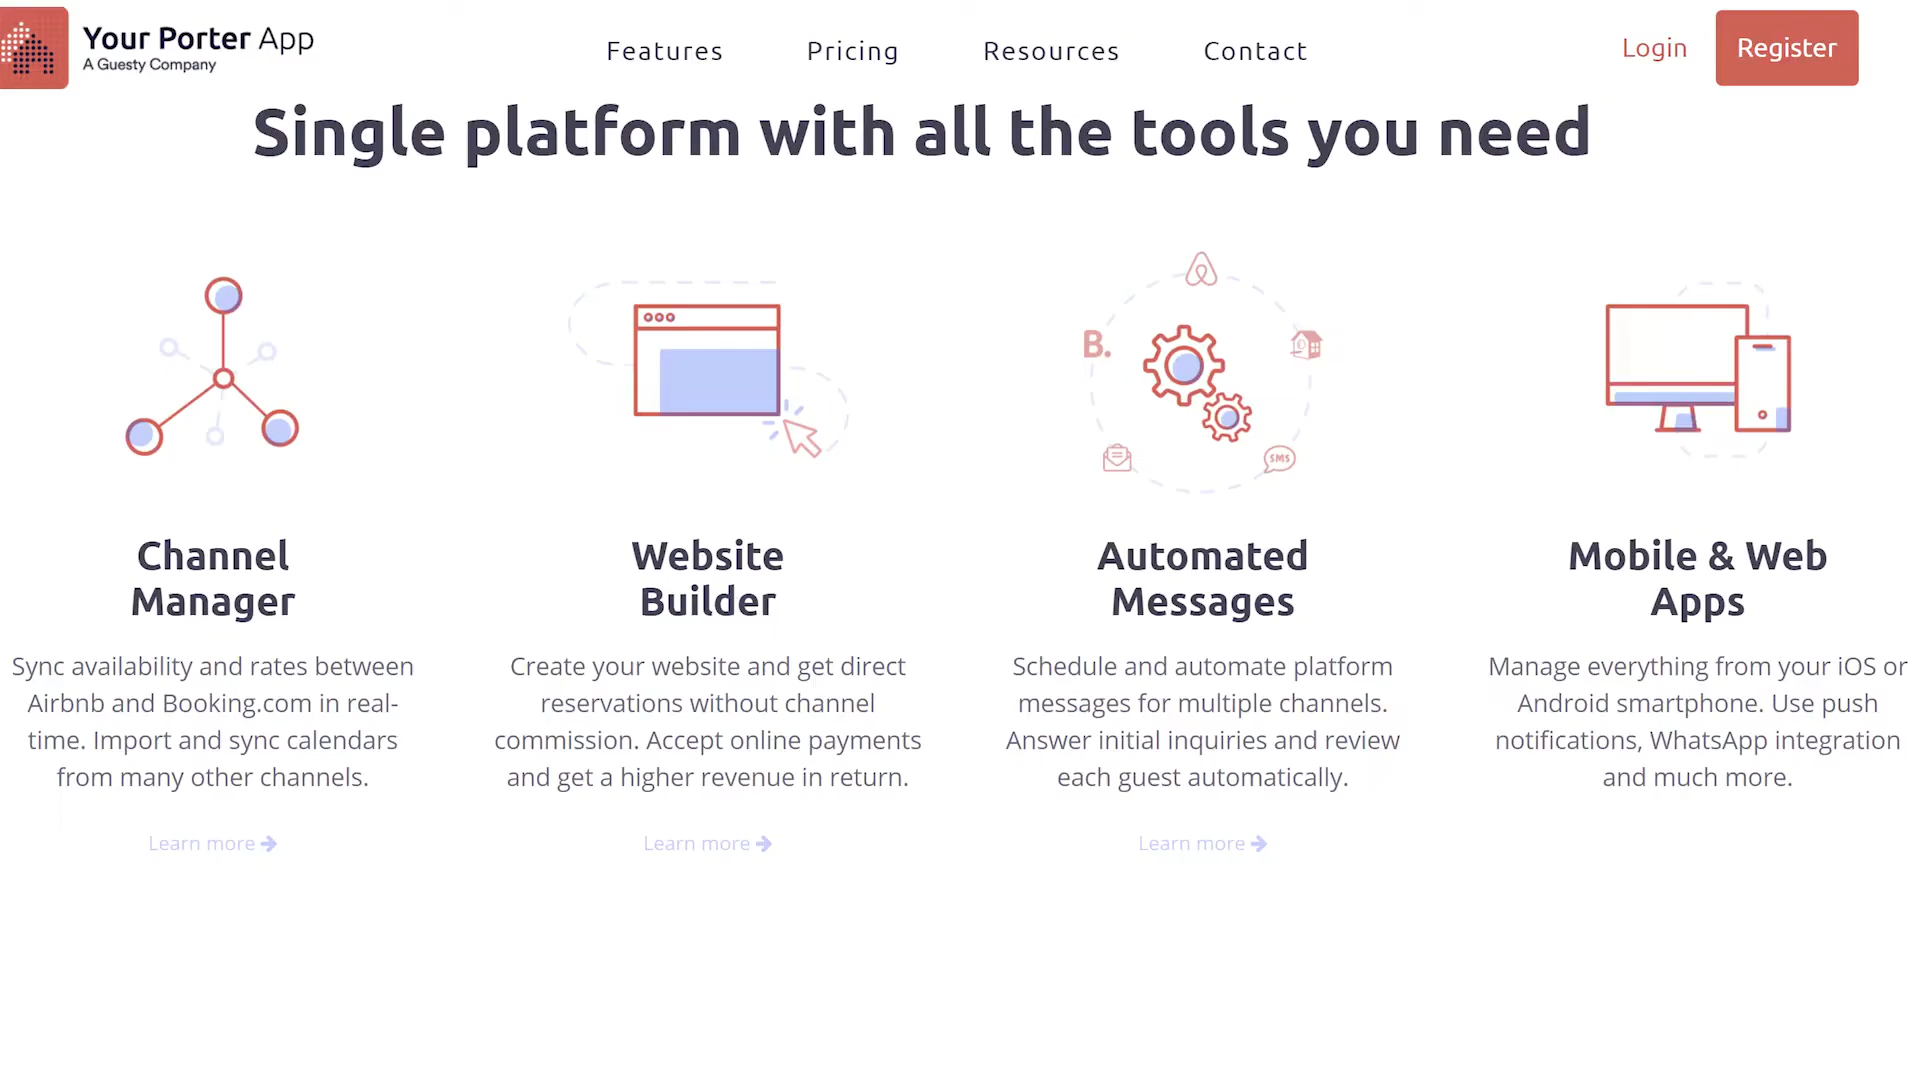 Your Porter App
A Guesty Company
Features
Pricing
Resources
Contact
Login
Register
Single platform with all the tools you need
B.
SMS
Channel
Manager
Sync availability and rates between
Airbnb and Booking.com in real-
time. Import and sync calendars
from many other channels.
Learn more
Website
Builder
Create your website and get direct
reservations without channel
commission. Accept online payments
and get a higher revenue in return.
Learn more
Automated
Messages
Schedule and automate platform
messages for multiple channels.
Answer initial inquiries and review
each guest automatically.
Learn more
Mobile & Web
Apps
Manage everything from your iOS or
Android smartphone. Use push
notifications, WhatsApp integration
and much more.